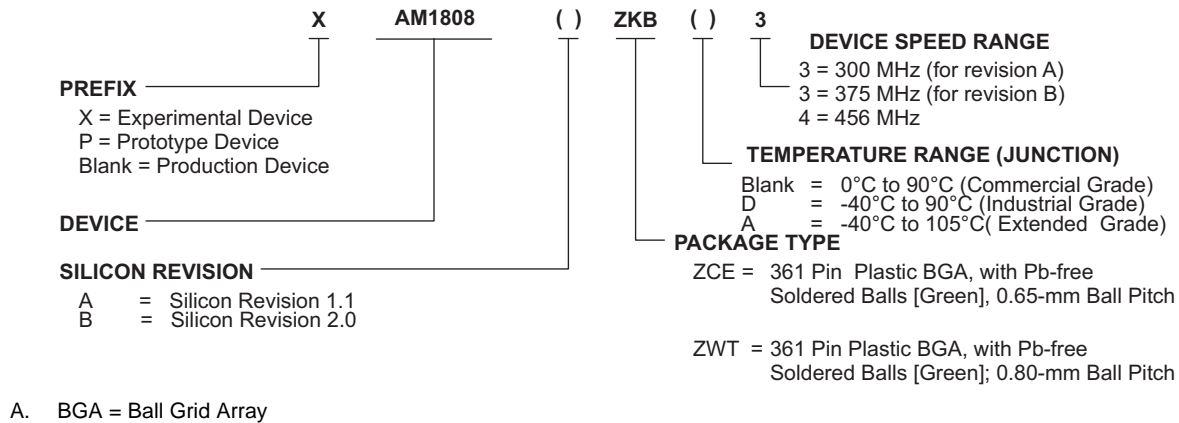 X AM1808 ( ) ZKB ( ) 3
PREFIX
X = Experimental Device
P = Prototype Device
Blank = Production Device
DEVICE
SILICON REVISION
A = Silicon Revision 1.1
B = Silicon Revision 2.0
DEVICE SPEED RANGE
3 = 300 MHz (for revision A)
3 = 375 MHz (for revision B)
4 = 456 MHz
TEMPERATURE RANGE (JUNCTION)
Blank = 0°C to 90°C (Commercial Grade)
D = -40°C to 90°C (Industrial Grade)
A = -40°C to 105°C( Extended Grade)
PACKAGE TYPE
ZCE = 361 Pin Plastic BGA, with Pb-free
Soldered Balls [Green], 0.65-mm Ball Pitch
ZWT = 361 Pin Plastic BGA, with Pb-free
Soldered Balls [Green]; 0.80-mm Ball Pitch
A. BGA = Ball Grid Array